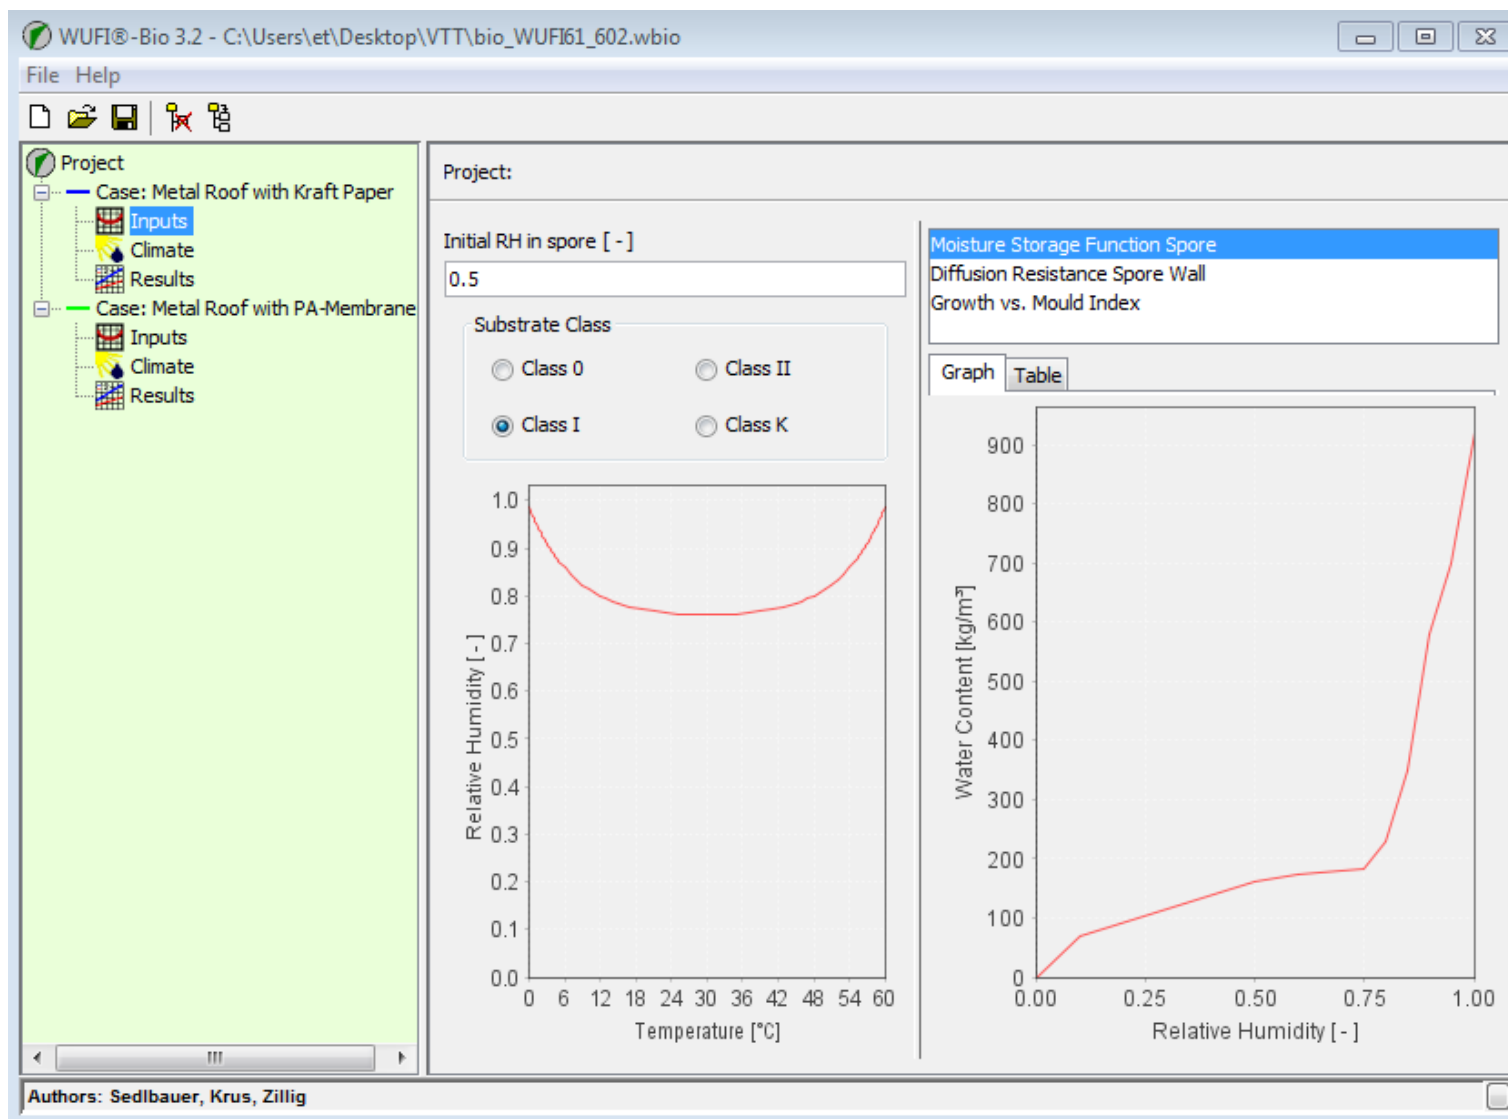 WUFI®-Bio 3.2 - C:\Users\et\Desktop\VTT\bio_WUFI61_602.wbio
File Help
Project
Case: Metal Roof with Kraft Paper
Inputs
Climate
Results
Case: Metal Roof with PA-Membrane
Inputs
Climate
Results
Project:
Initial RH in spore [ - ]
0.5
Substrate Class
Class 0
Class II
Class I
Class K
1.0
0.9
0.8
0.7
0.6
0.5
0.4
0.3
0.2
0.1
0.0
Relative Humidity [ - ]
0 6 12 18 24 30 36 42 48 54 60
Temperature [°C]
Moisture Storage Function Spore
Diffusion Resistance Spore Wall
Growth vs. Mould Index
Graph Table
900
800
700
600
500
400
300
200
100
0
Water Content [kg/m³]
0.00 0.25 0.50 0.75 1.00
Relative Humidity [ - ]
Authors: Sedlbauer, Krus, Zillig